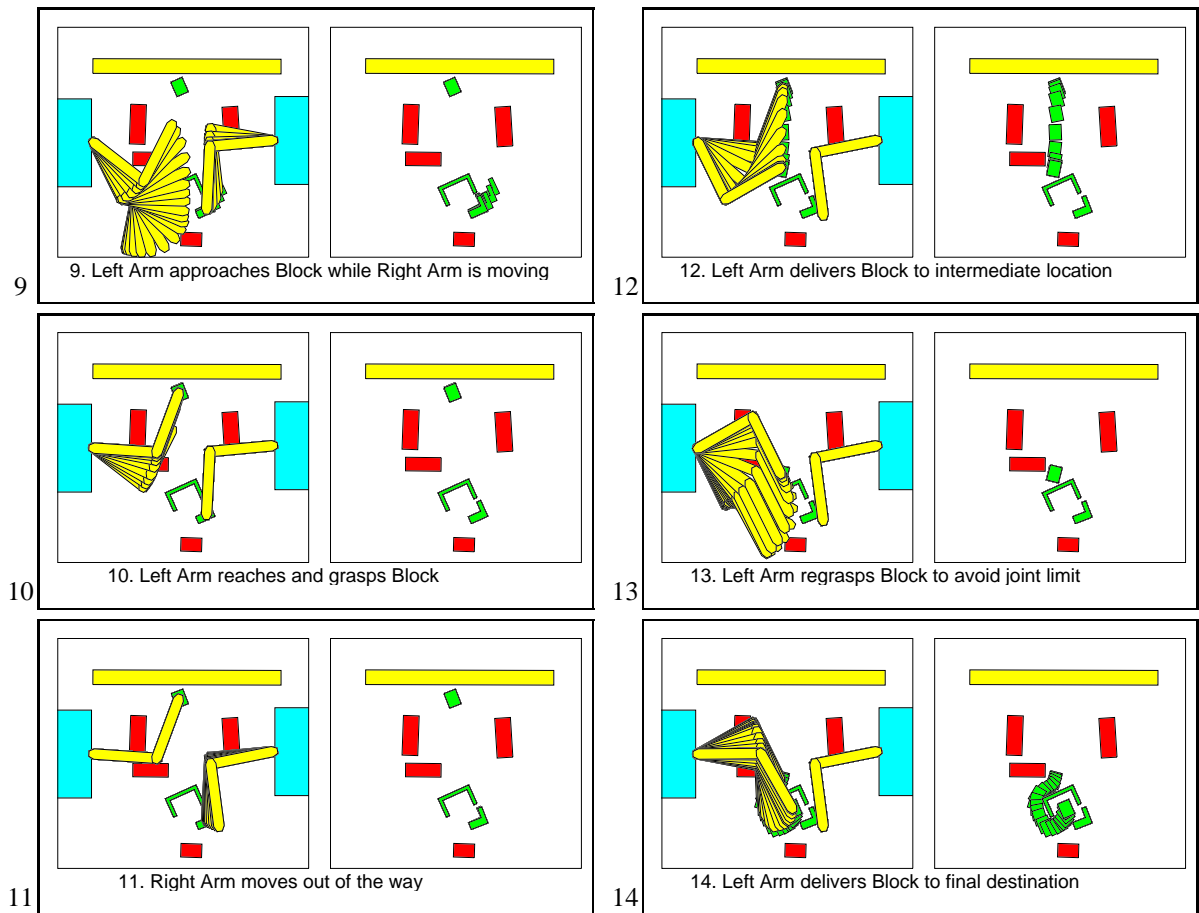 9. Left Arm approaches Block while Right Arm is moving
9
10. Left Arm reaches and grasps Block
10
11. Right Arm moves out of the way
11
12. Left Arm delivers Block to intermediate location
12
13. Left Arm regrasps Block to avoid joint limit
13
14. Left Arm delivers Block to final destination
14